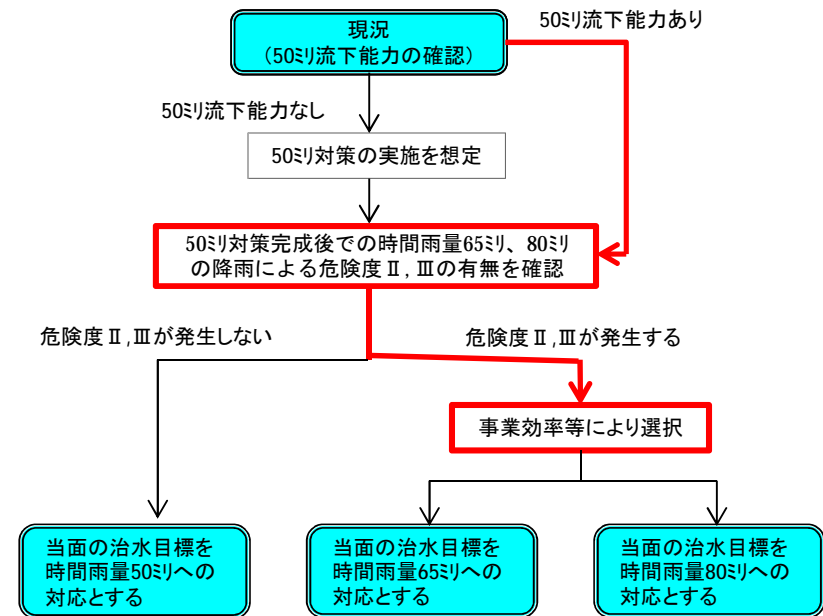 現況
(50ﾐﾘ流下能力の確認)
50ﾐﾘ流下能力あり
50ﾐﾘ流下能力なし
50ﾐﾘ対策の実施を想定
50ﾐﾘ対策完成後での時間雨量65ﾐﾘ、80ﾐﾘ
の降雨による危険度Ⅱ,Ⅲの有無を確認
危険度Ⅱ,Ⅲが発生しない
危険度Ⅱ,Ⅲが発生する
事業効率等により選択
当面の治水目標を
時間雨量50ﾐﾘへの
対応とする
当面の治水目標を
時間雨量65ﾐﾘへの
対応とする
当面の治水目標を
時間雨量80ﾐﾘへの
対応とする